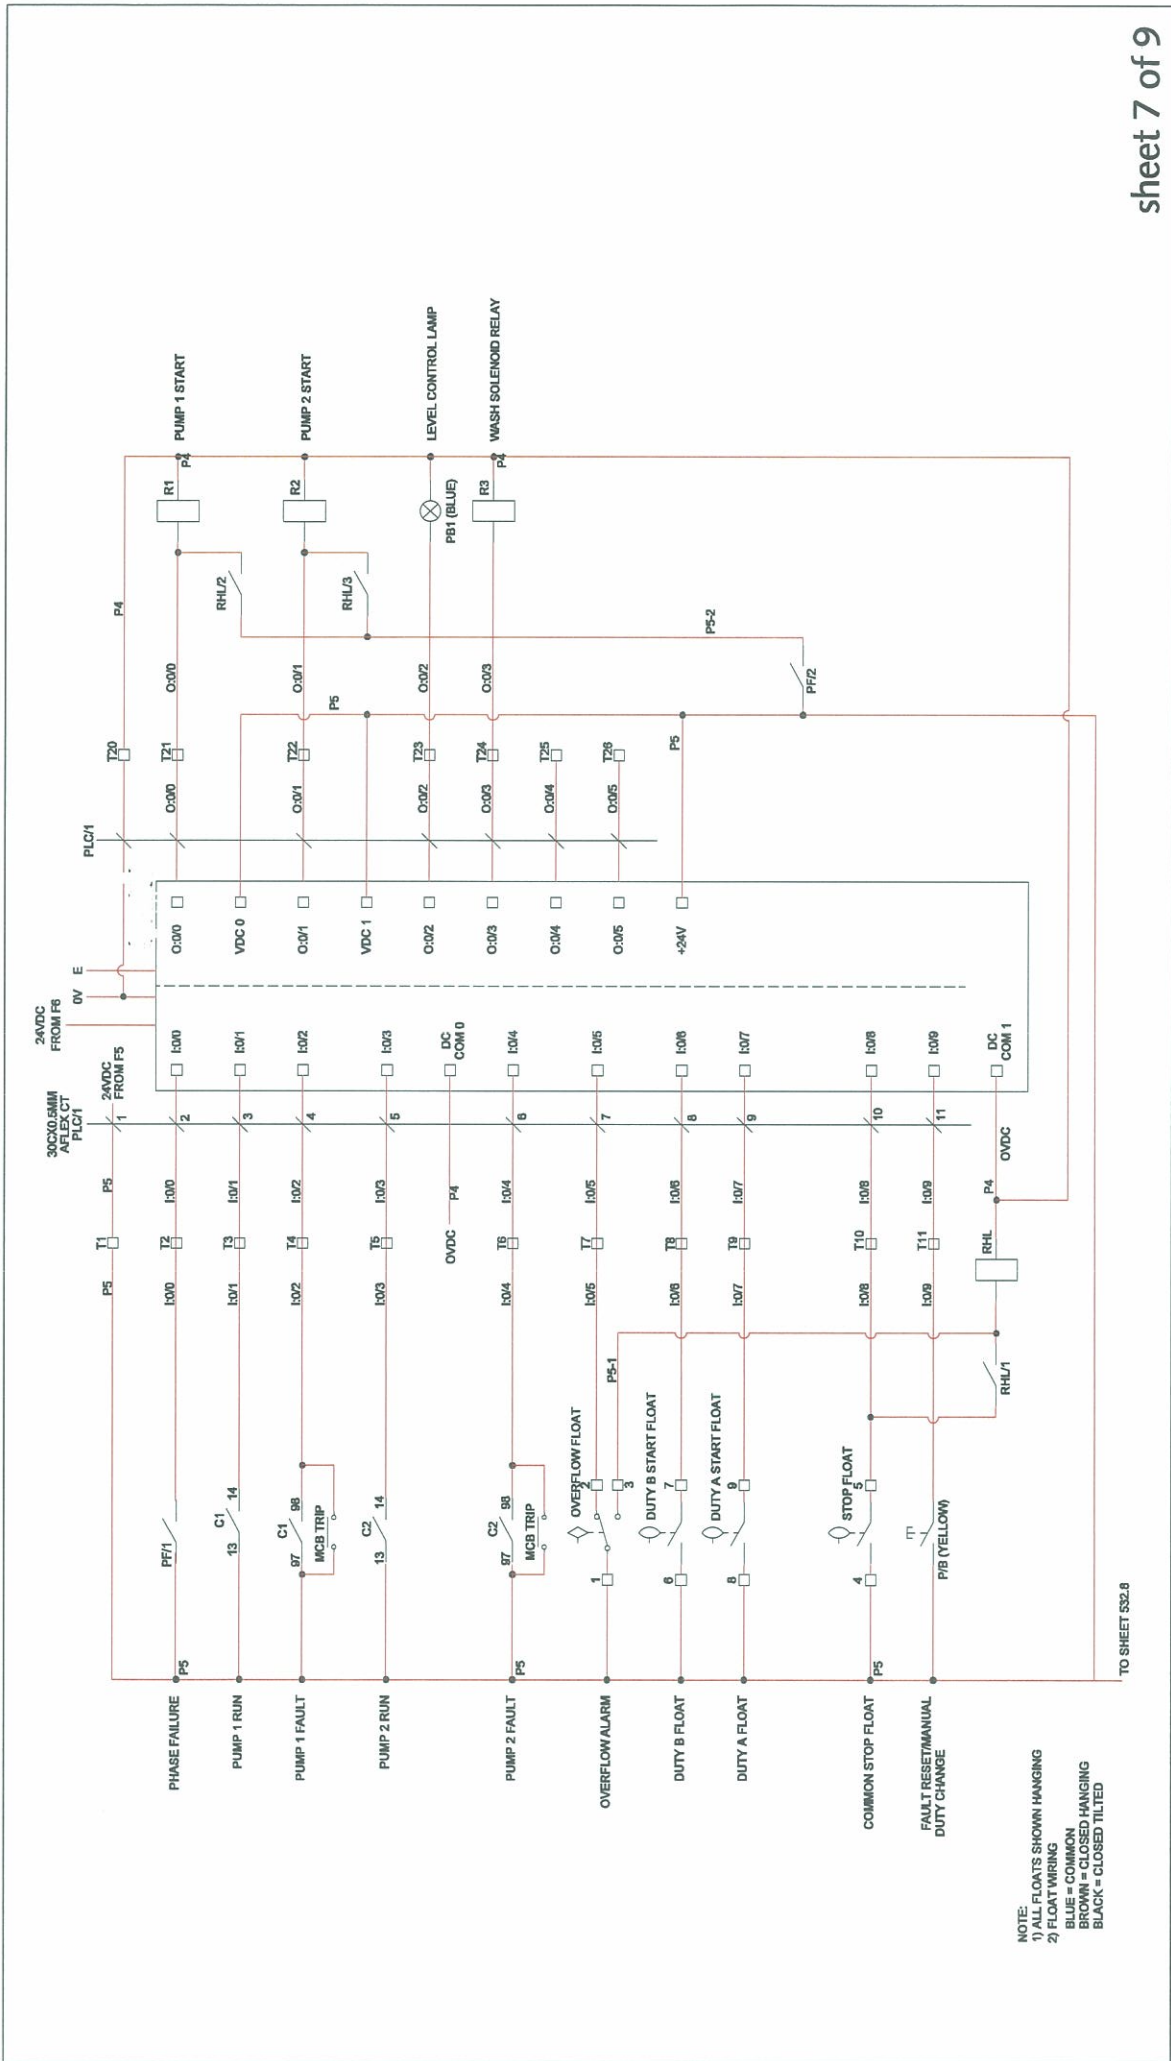 24VDC
FROM F6
0V
E
30CX0.5MM
AFLEX CT
PLC/1
24VDC
FROM F5
PLC/1
P5
T1
P5
1
T20
P4
PHASE FAILURE
P5
PF/1
I:0/0
T2
I:0/0
2
I:0/0
O:0/0
O:0/0
T21
O:0/0
R1
P4
PUMP 1 START
RHL/2
PUMP 1 RUN
13
C1
14
I:0/1
T3
I:0/1
3
I:0/1
VDC 0
P5
PUMP 1 FAULT
97
C1
98
MCB TRIP
I:0/2
T4
I:0/2
4
I:0/2
O:0/1
O:0/1
T22
O:0/1
R2
PUMP 2 START
RHL/3
PUMP 2 RUN
13
C2
14
I:0/3
T5
I:0/3
5
I:0/3
VDC 1
0VDC
P4
DC
COM 0
O:0/2
O:0/2
T23
O:0/2
PB1 (BLUE)
LEVEL CONTROL LAMP
PUMP 2 FAULT
P5
97
C2
98
MCB TRIP
I:0/4
T6
I:0/4
6
I:0/4
O:0/3
O:0/3
T24
O:0/3
R3
P4
WASH SOLENOID RELAY
O:0/4
O:0/4
T25
OVERFLOW ALARM
1
2
3
OVERFLOW FLOAT
P5-1
I:0/5
T7
I:0/5
7
I:0/5
O:0/5
O:0/5
T26
DUTY B FLOAT
6
7
DUTY B START FLOAT
I:0/6
T8
I:0/6
8
I:0/6
+24V
P5
P5-2
DUTY A FLOAT
8
9
DUTY A START FLOAT
I:0/7
T9
I:0/7
9
I:0/7
PF/2
COMMON STOP FLOAT
P5
4
5
STOP FLOAT
I:0/8
T10
I:0/8
10
I:0/8
FAULT RESET/MANUAL
DUTY CHANGE
P/B (YELLOW)
I:0/9
T11
I:0/9
11
I:0/9
RHL/1
RHL
P4
0VDC
DC
COM 1
TO SHEET 532.8
NOTE:
1) ALL FLOATS SHOWN HANGING
2) FLOAT WIRING
BLUE = COMMON
BROWN = CLOSED HANGING
BLACK = CLOSED TILTED
sheet 7 of 9